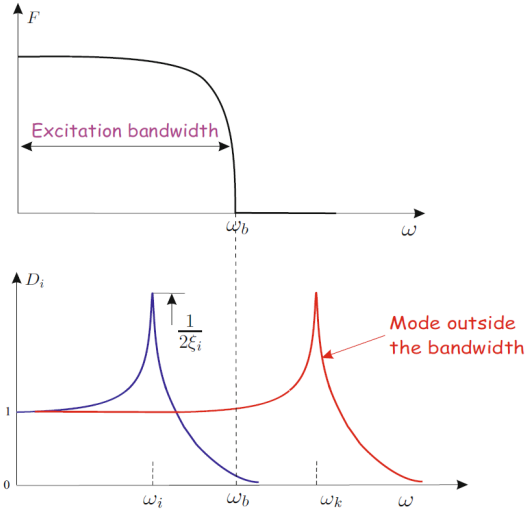 F
Excitation bandwidth
ω_b
ω
D_i
1
2ξ_i
Mode outside
the bandwidth
1
0
ω_i
ω_b
ω_k
ω